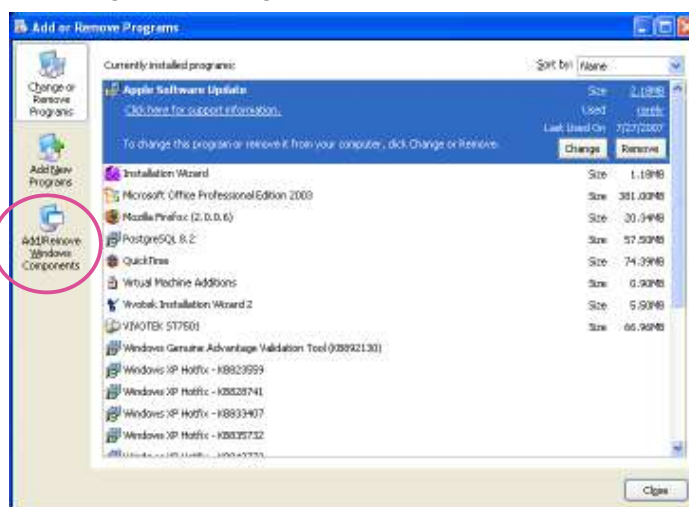 Add or Remove Programs
Change or Remove Programs
Add New Programs
Add/Remove Windows Components
Currently installed programs:
Sort by: Name
Apple Software Update
Size 2.18MB
Click here for support information.
Used rarely
Last Used On 7/27/2007
To change this program or remove it from your computer, click Change or Remove.
Change
Remove
Installation Wizard Size 1.18MB
Microsoft Office Professional Edition 2003 Size 381.00MB
Mozilla Firefox (2.0.0.6) Size 20.34MB
PostgreSQL 8.2 Size 57.50MB
QuickTime Size 74.39MB
Virtual Machine Additions Size 0.90MB
Vivotek Installation Wizard 2 Size 5.50MB
VIVOTEK ST7501 Size 66.96MB
Windows Genuine Advantage Validation Tool (KB892130)
Windows XP Hotfix - KB823559
Windows XP Hotfix - KB828741
Windows XP Hotfix - KB833407
Windows XP Hotfix - KB835732
Close